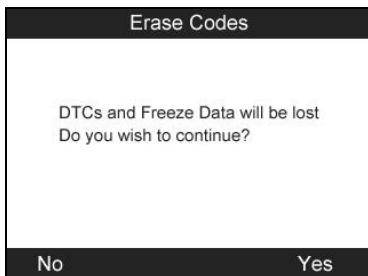 Erase Codes
DTCs and Freeze Data will be lost
Do you wish to continue?
No Yes